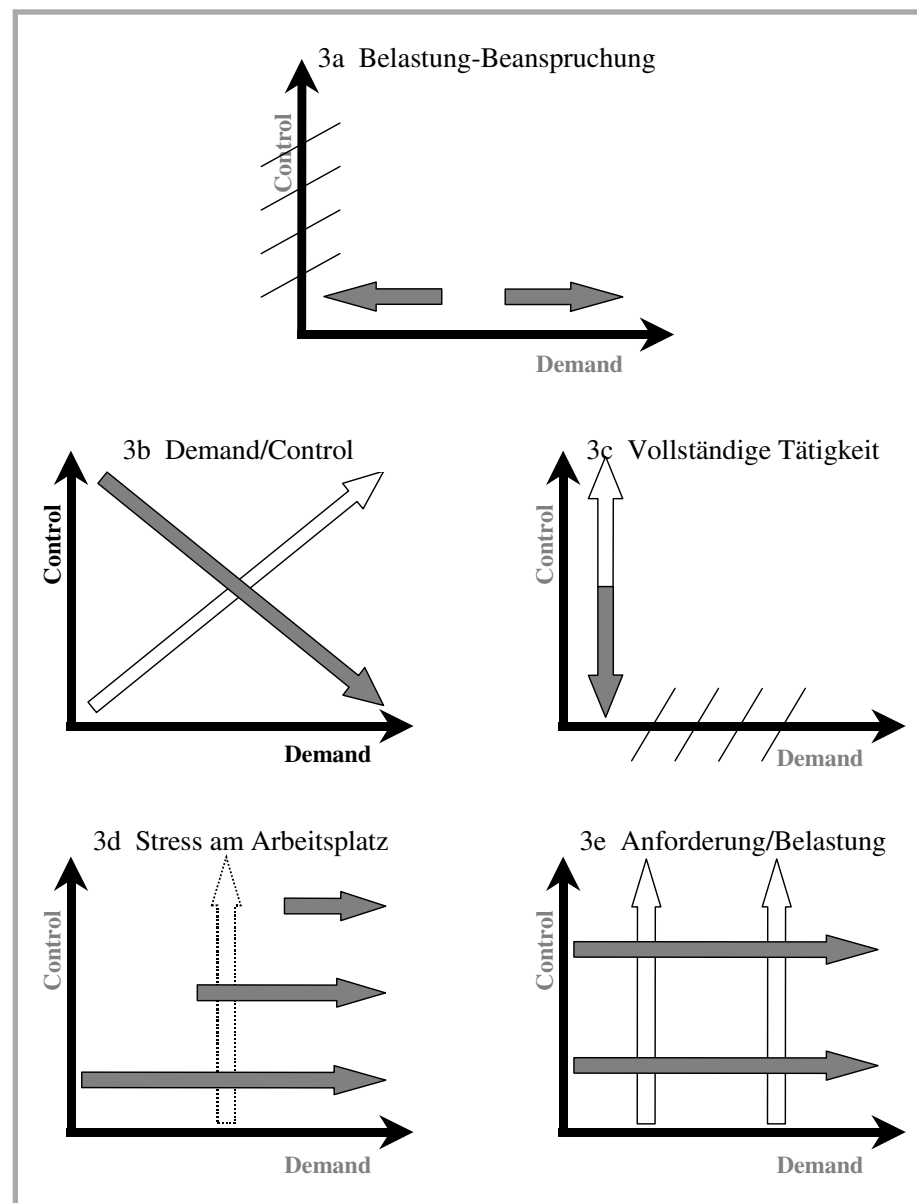 3a Belastung-Beanspruchung
Control
Demand
3b Demand/Control
Control
Demand
3c Vollständige Tätigkeit
Control
Demand
3d Stress am Arbeitsplatz
Control
Demand
3e Anforderung/Belastung
Control
Demand